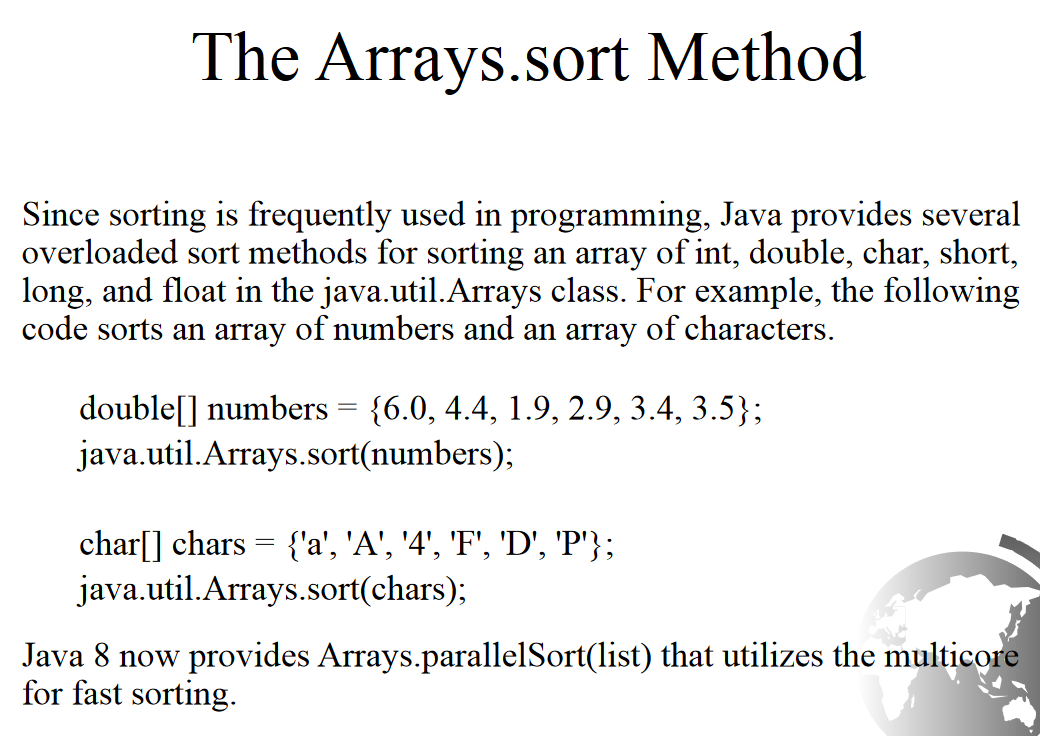 The Arrays.sort Method
Since sorting is frequently used in programming, Java provides several
overloaded sort methods for sorting an array of int, double, char, short,
long, and float in the java.util.Arrays class. For example, the following
code sorts an array of numbers and an array of characters.
double[] numbers = {6.0, 4.4, 1.9, 2.9, 3.4, 3.5};
java.util.Arrays.sort(numbers);
char[] chars = {'a', 'A', '4', 'F', 'D', 'P'};
java.util.Arrays.sort(chars);
Java 8 now provides Arrays.parallelSort(list) that utilizes the multicore
for fast sorting.